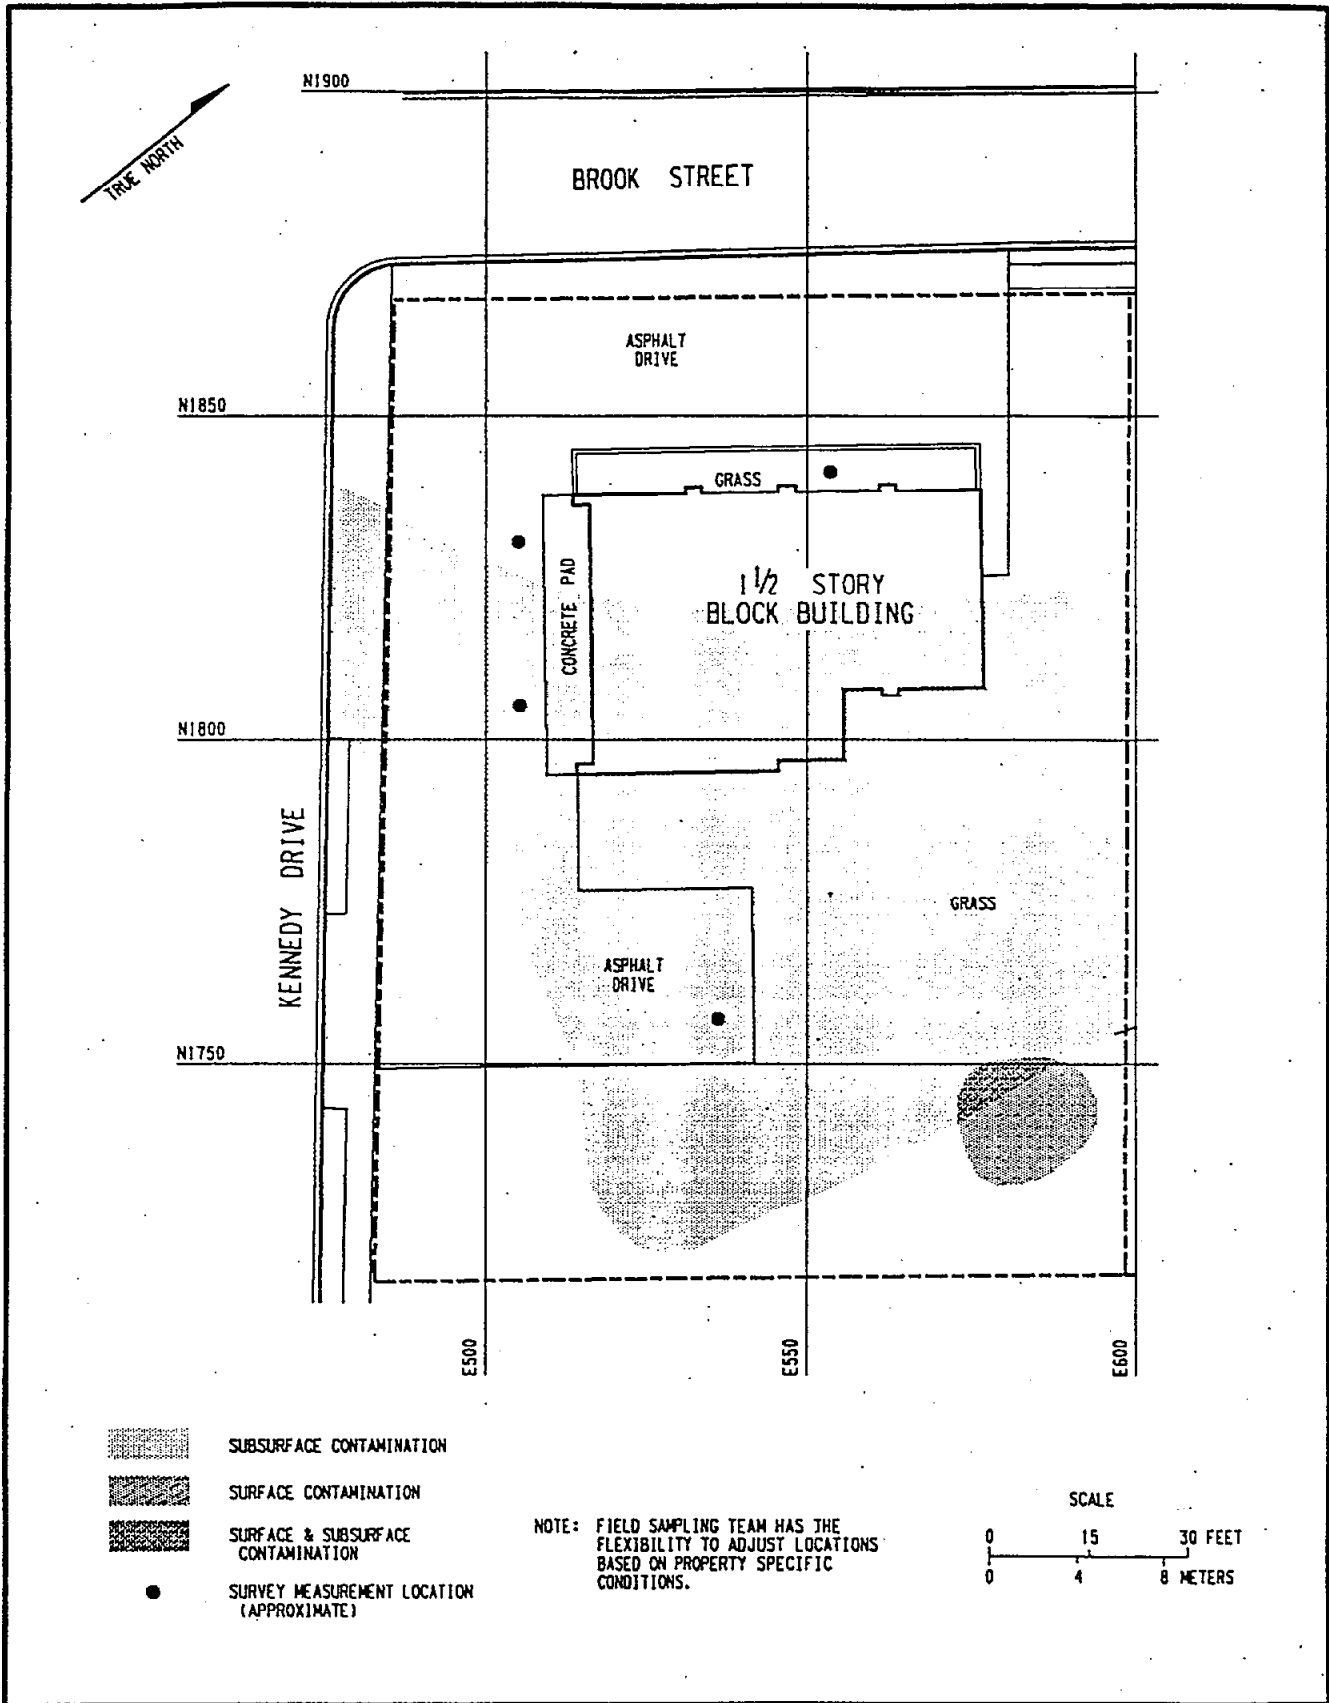 N1900
TRUE NORTH
BROOK STREET
ASPHALT
DRIVE
N1850
GRASS
1 1/2 STORY
BLOCK BUILDING
CONCRETE PAD
N1800
KENNEDY DRIVE
GRASS
ASPHALT
DRIVE
N1750
E500
E550
E600
SUBSURFACE CONTAMINATION
SURFACE CONTAMINATION
SURFACE & SUBSURFACE
CONTAMINATION
SURVEY MEASUREMENT LOCATION
(APPROXIMATE)
NOTE: FIELD SAMPLING TEAM HAS THE
FLEXIBILITY TO ADJUST LOCATIONS
BASED ON PROPERTY SPECIFIC
CONDITIONS.
SCALE
0 15 30 FEET
0 4 8 METERS